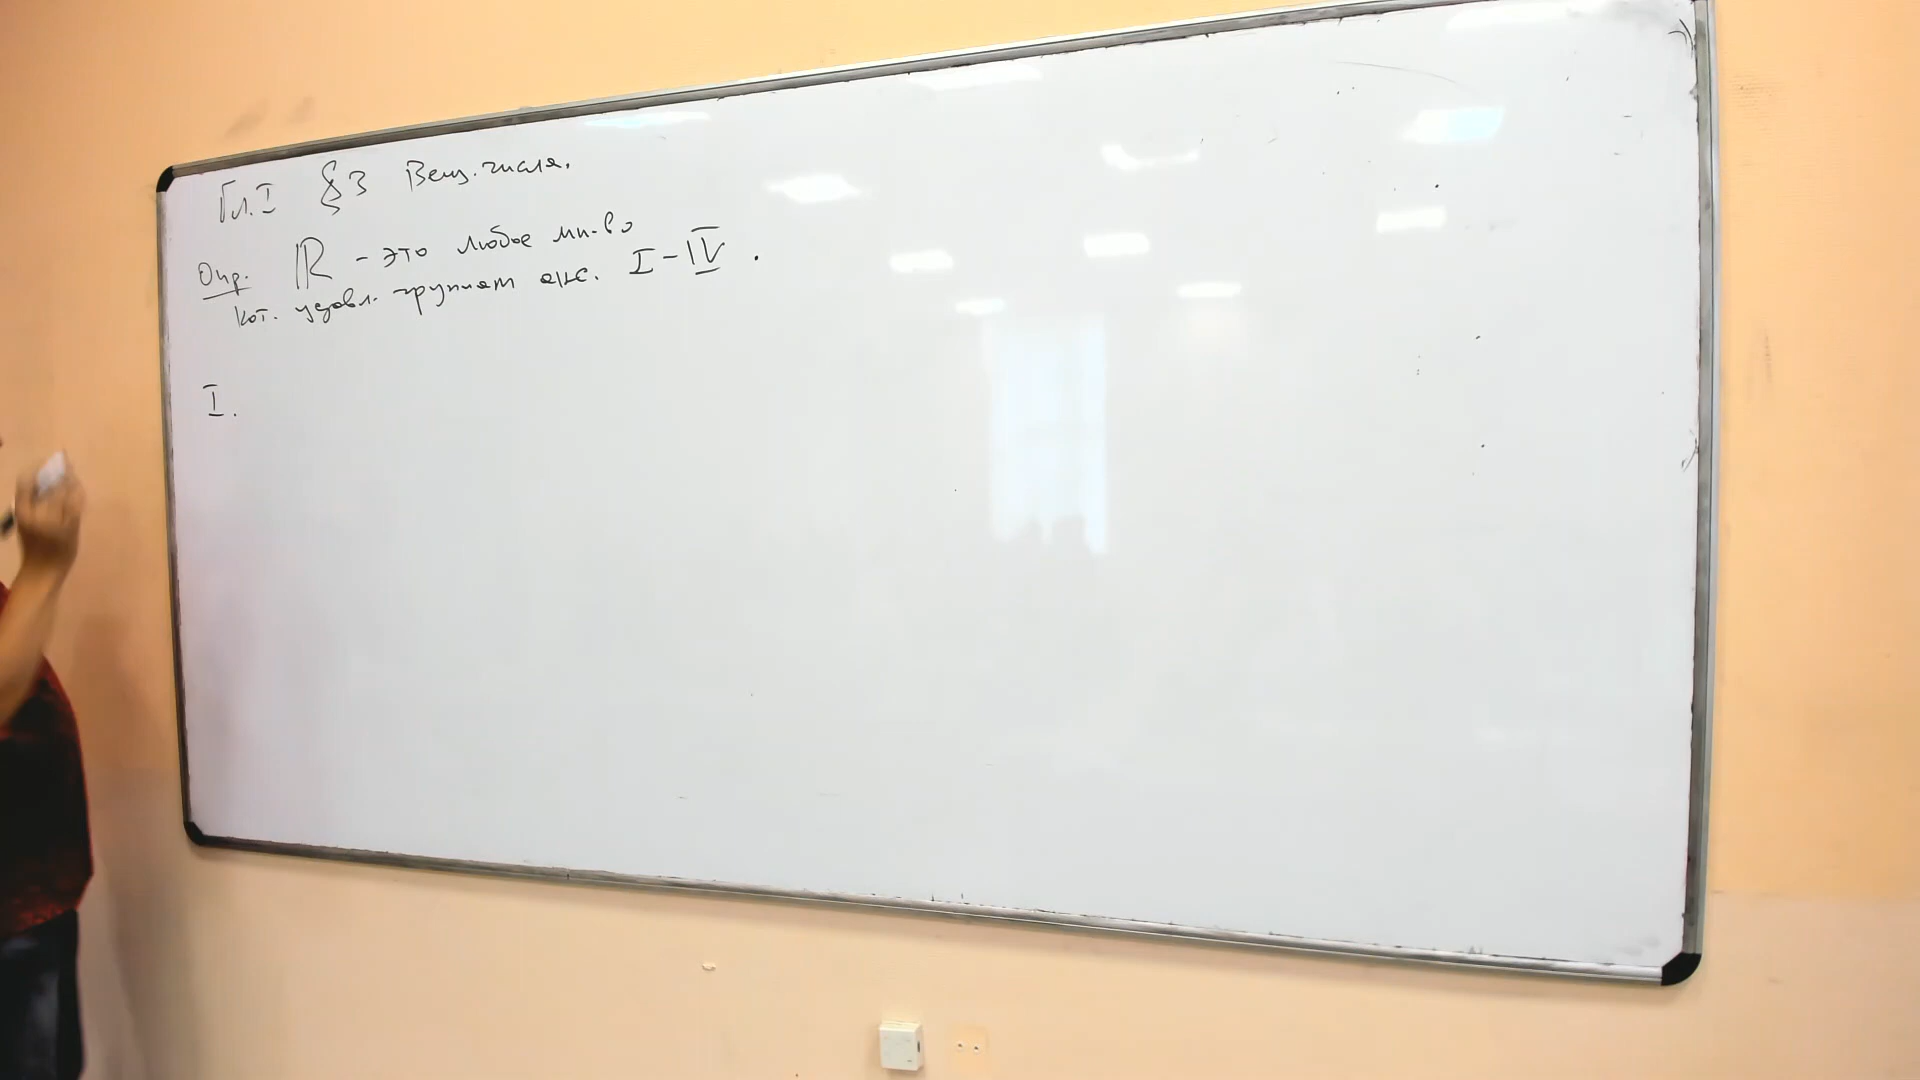 Гл. I § 3 Вещ. числа.
Опр. ℝ - это любое мн-во
кот. удовл. группам акс. I - IV.
I.